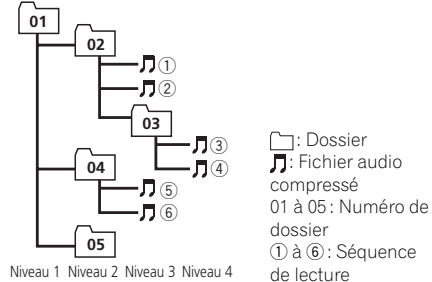 01
02
①
②
03
③
④
04
⑤
⑥
05
Niveau 1 Niveau 2 Niveau 3 Niveau 4
: Dossier
: Fichier audio
compressé
01 à 05 : Numéro de
dossier
① à ⑥ : Séquence
de lecture